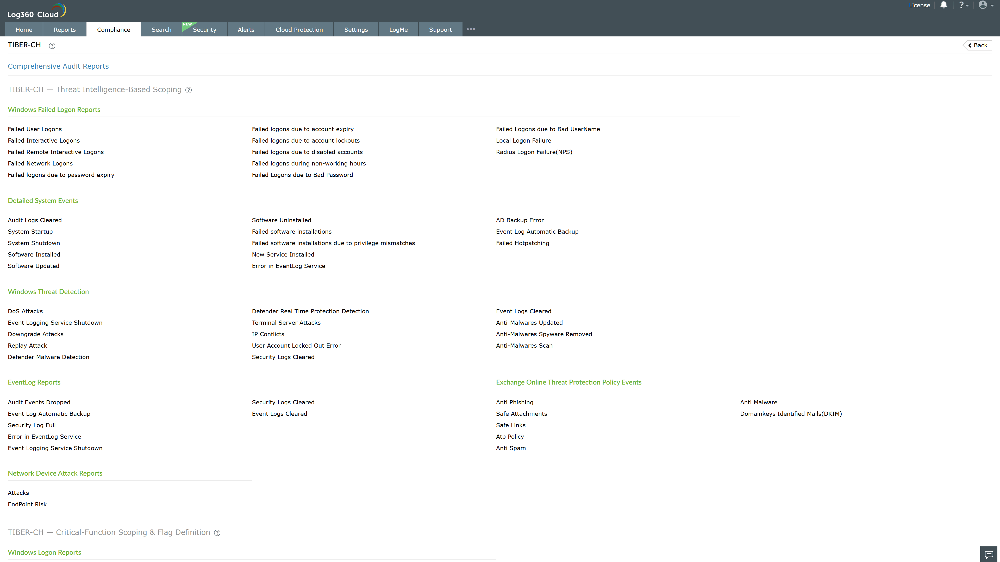 Log360 Cloud
License
?
Home
Reports
Compliance
Search
NEW
Security
Alerts
Cloud Protection
Settings
LogMe
Support
TIBER-CH ?
Back
Comprehensive Audit Reports
TIBER-CH — Threat Intelligence-Based Scoping ?
Windows Failed Logon Reports
Failed User Logons
Failed Interactive Logons
Failed Remote Interactive Logons
Failed Network Logons
Failed logons due to password expiry
Failed logons due to account expiry
Failed logons due to account lockouts
Failed logons due to disabled accounts
Failed logons during non-working hours
Failed Logons due to Bad Password
Failed Logons due to Bad UserName
Local Logon Failure
Radius Logon Failure(NPS)
Detailed System Events
Audit Logs Cleared
System Startup
System Shutdown
Software Installed
Software Updated
Software Uninstalled
Failed software installations
Failed software installations due to privilege mismatches
New Service Installed
Error in EventLog Service
AD Backup Error
Event Log Automatic Backup
Failed Hotpatching
Windows Threat Detection
DoS Attacks
Event Logging Service Shutdown
Downgrade Attacks
Replay Attack
Defender Malware Detection
Defender Real Time Protection Detection
Terminal Server Attacks
IP Conflicts
User Account Locked Out Error
Security Logs Cleared
Event Logs Cleared
Anti-Malwares Updated
Anti-Malwares Spyware Removed
Anti-Malwares Scan
EventLog Reports
Audit Events Dropped
Event Log Automatic Backup
Security Log Full
Error in EventLog Service
Event Logging Service Shutdown
Security Logs Cleared
Event Logs Cleared
Exchange Online Threat Protection Policy Events
Anti Phishing
Safe Attachments
Safe Links
Atp Policy
Anti Spam
Anti Malware
Domainkeys Identified Mails(DKIM)
Network Device Attack Reports
Attacks
EndPoint Risk
TIBER-CH — Critical-Function Scoping & Flag Definition ?
Windows Logon Reports